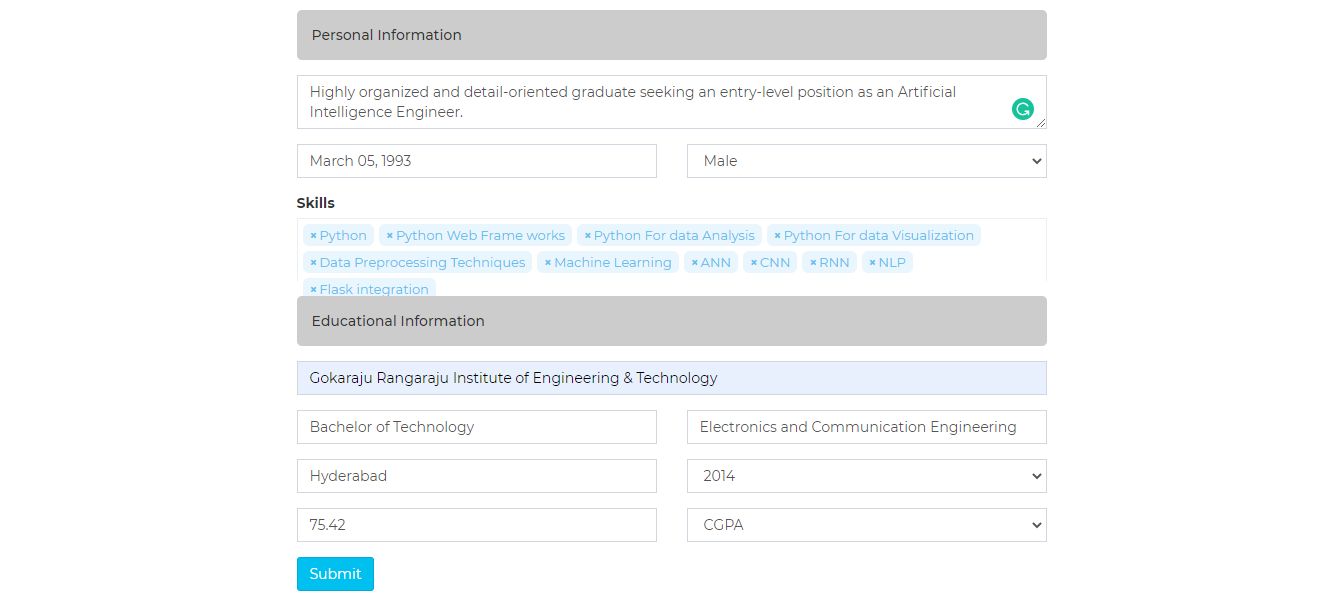 Personal Information
Highly organized and detail-oriented graduate seeking an entry-level position as an Artificial
Intelligence Engineer.
March 05, 1993 Male
Skills
× Python × Python Web Frame works × Python For data Analysis × Python For data Visualization
× Data Preprocessing Techniques × Machine Learning × ANN × CNN × RNN × NLP
× Flask integration
Educational Information
Gokaraju Rangaraju Institute of Engineering & Technology
Bachelor of Technology Electronics and Communication Engineering
Hyderabad 2014
75.42 CGPA
Submit